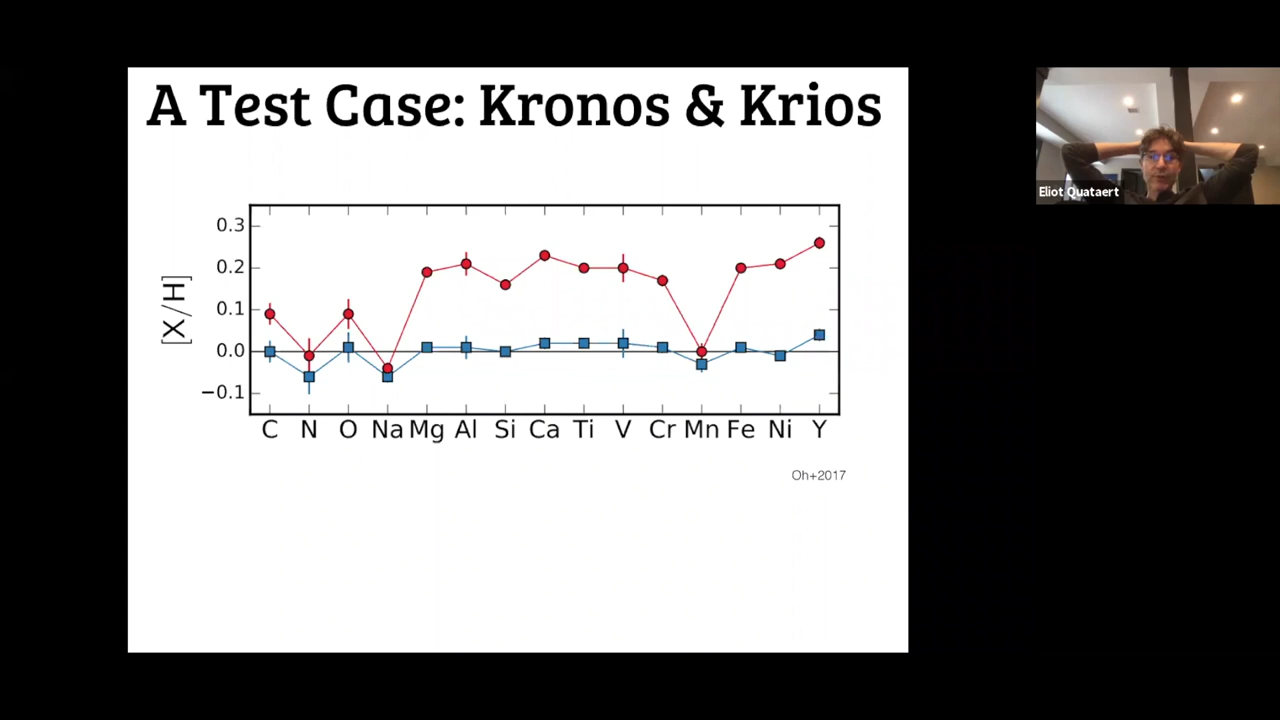 A Test Case: Kronos & Krios
Eliot Quataert
[X/H]
0.3
0.2
0.1
0.0
−0.1
C N O Na Mg Al Si Ca Ti V Cr Mn Fe Ni Y
Oh+2017